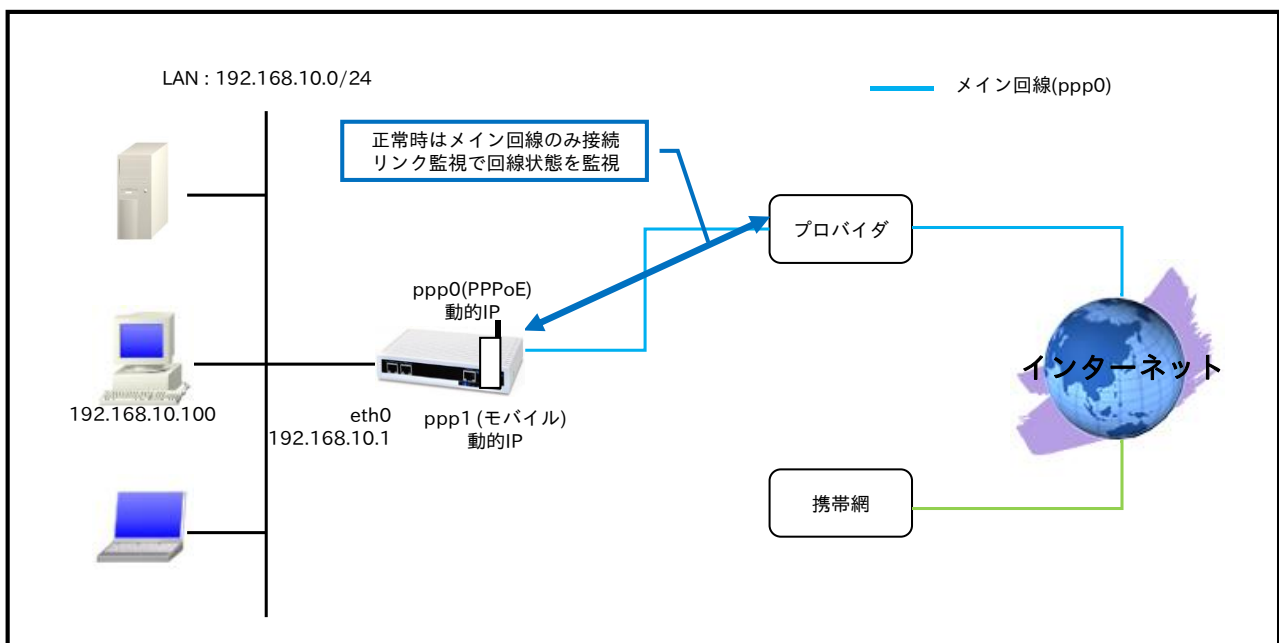 LAN : 192.168.10.0/24
メイン回線(ppp0)
正常時はメイン回線のみ接続
リンク監視で回線状態を監視
プロバイダ
ppp0(PPPoE)
動的IP
インターネット
192.168.10.100
eth0
192.168.10.1
ppp1 (モバイル)
動的IP
携帯網